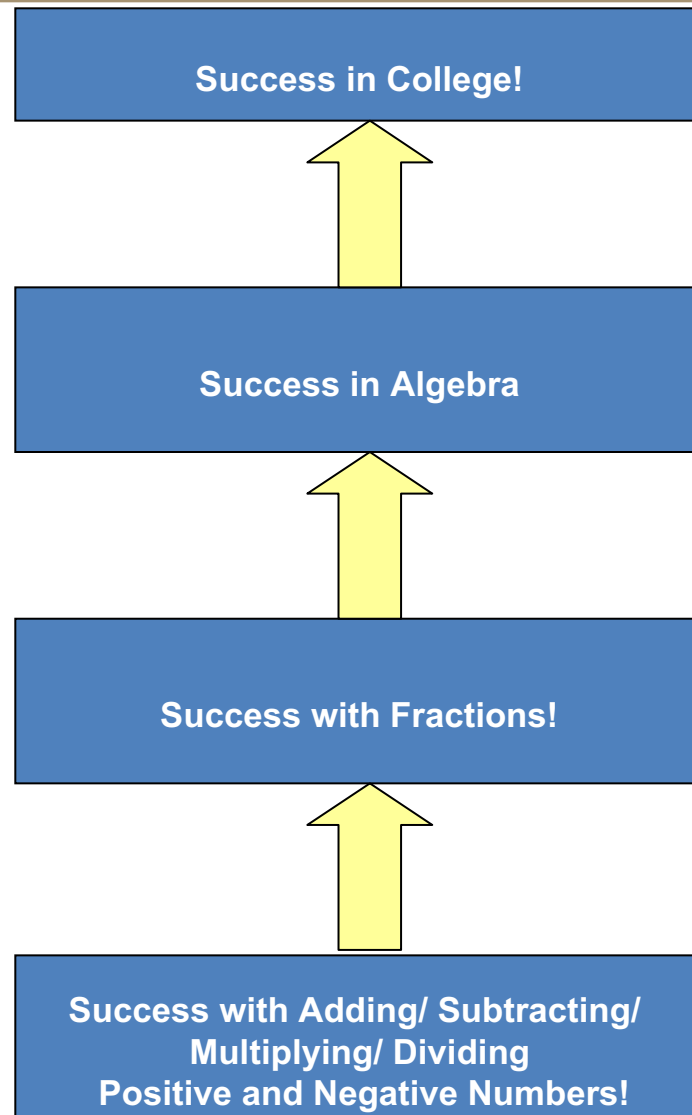 Success in College!
Success in Algebra
Success with Fractions!
Success with Adding/ Subtracting/
Multiplying/ Dividing
Positive and Negative Numbers!